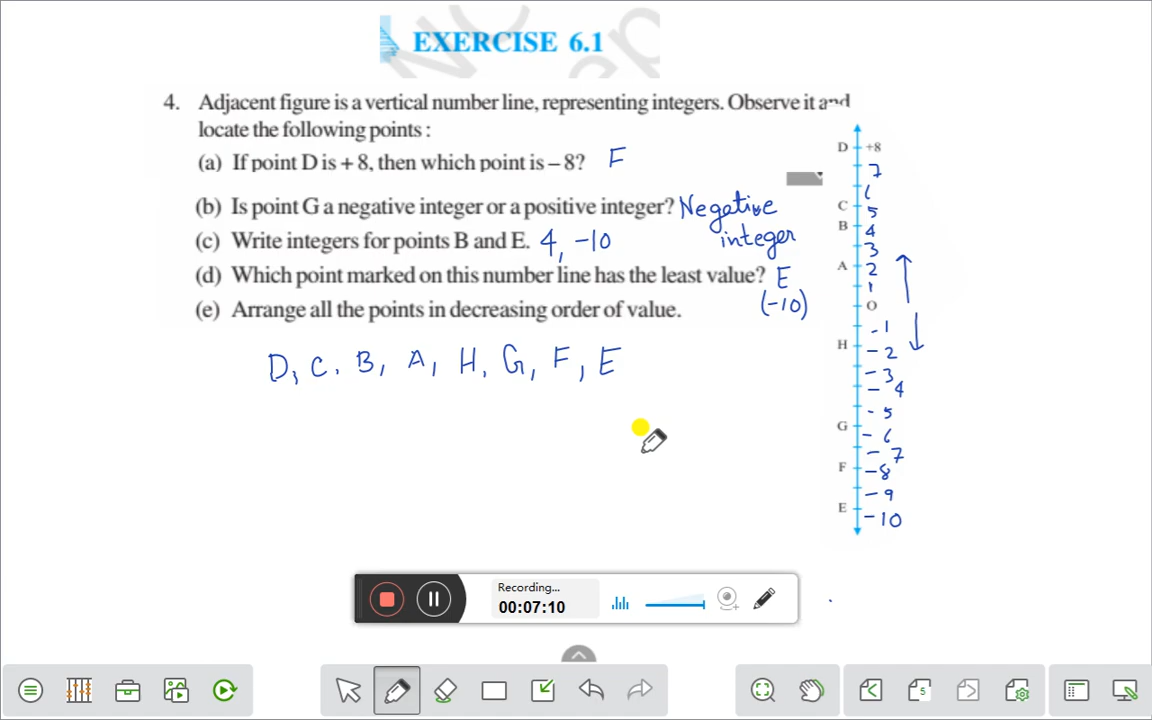 EXERCISE 6.1
4. Adjacent figure is a vertical number line, representing integers. Observe it and
locate the following points :
(a) If point D is + 8, then which point is – 8? F
(b) Is point G a negative integer or a positive integer? Negative
integer
(c) Write integers for points B and E. 4, -10
(d) Which point marked on this number line has the least value? E
(-10)
(e) Arrange all the points in decreasing order of value.
D, C, B, A, H, G, F, E
D +8
7
6
C 5
B 4
3
A 2
1
O
-1
H -2
-3
-4
-5
G -6
-7
F -8
-9
E -10
Recording...
00:07:10
5